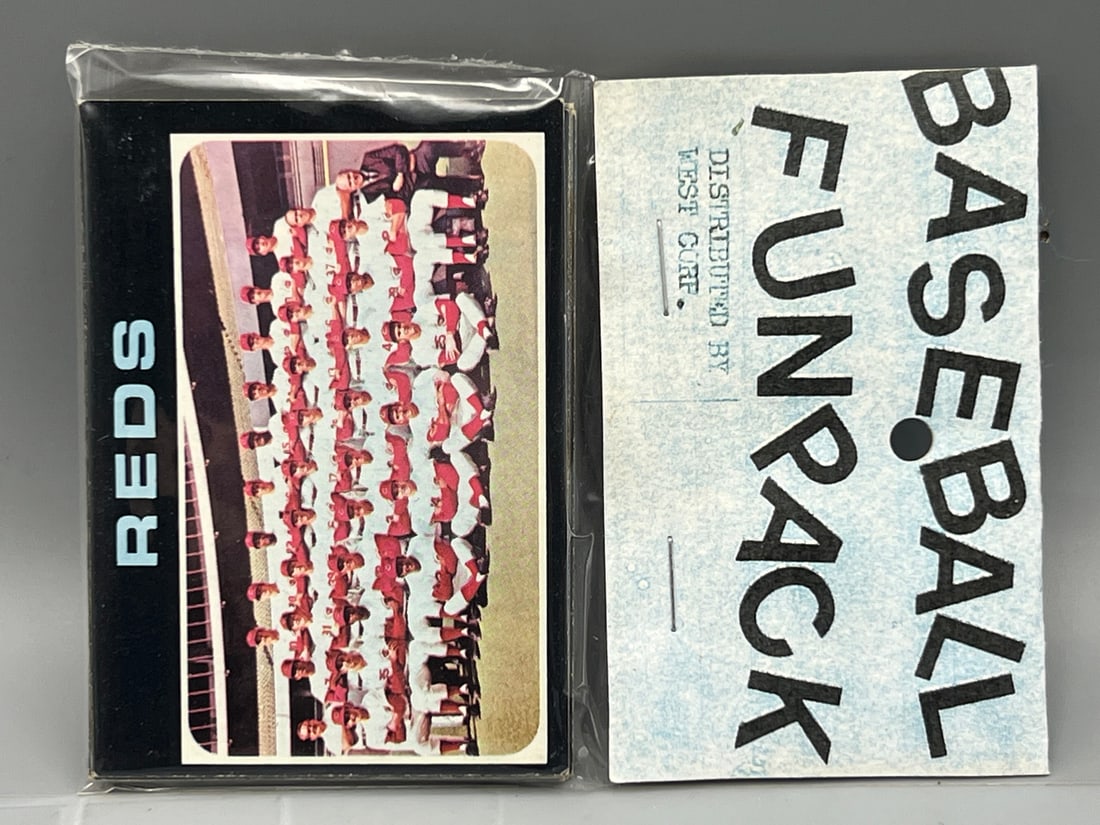 BASEBALL
FUNPACK
DISTRIBUTED BY
WEST CORP.
REDS